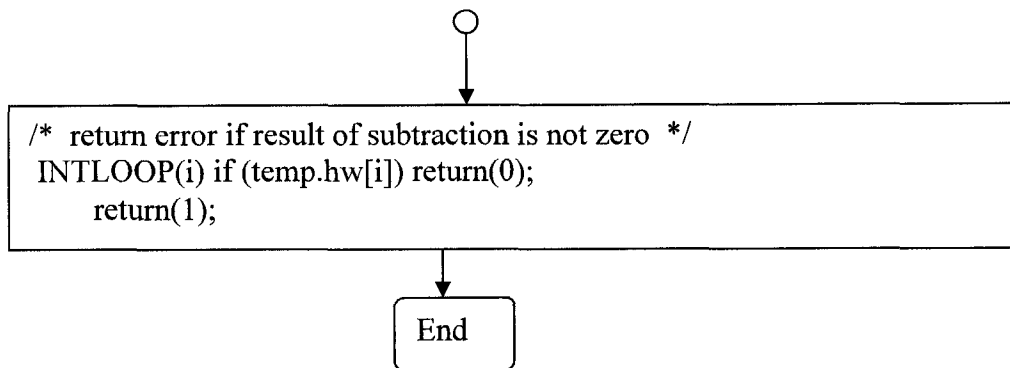 /* return error if result of subtraction is not zero */
INTLOOP(i) if (temp.hw[i]) return(0);
return(1);
End